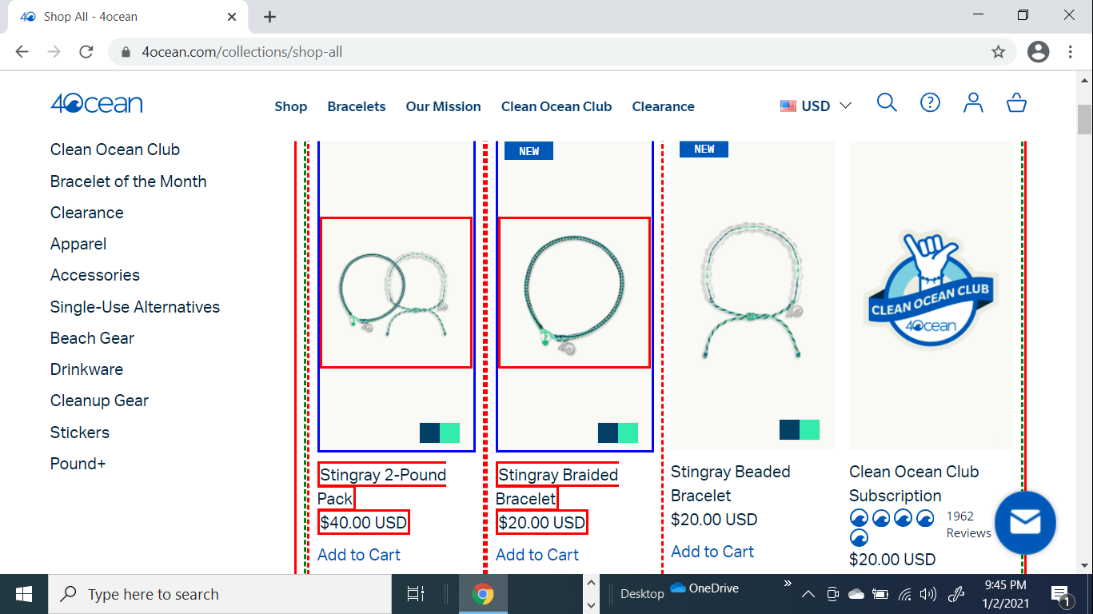 Shop All - 4ocean
4ocean.com/collections/shop-all
4Ocean
Shop
Bracelets
Our Mission
Clean Ocean Club
Clearance
USD
Clean Ocean Club
Bracelet of the Month
Clearance
Apparel
Accessories
Single-Use Alternatives
Beach Gear
Drinkware
Cleanup Gear
Stickers
Pound+
Stingray 2-Pound
Pack
$40.00 USD
Add to Cart
NEW
Stingray Braided
Bracelet
$20.00 USD
Add to Cart
NEW
Stingray Beaded
Bracelet
$20.00 USD
Add to Cart
CLEAN OCEAN CLUB
4ocean
Clean Ocean Club
Subscription
1962
Reviews
$20.00 USD
Type here to search
Desktop
OneDrive
9:45 PM
1/2/2021
1